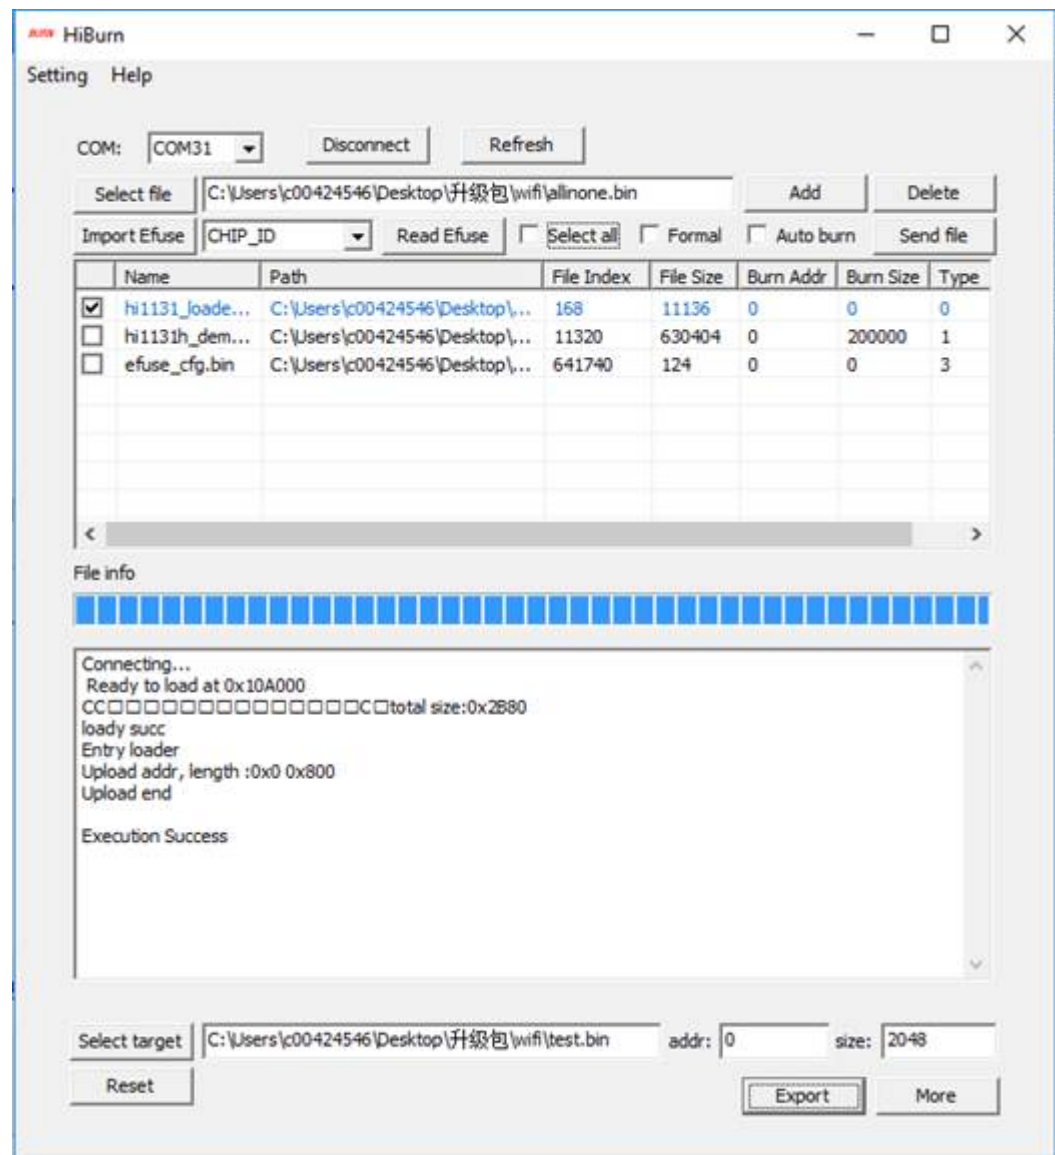 HiBurn
Setting Help
COM: COM31 Disconnect Refresh
Select file C:\Users\c00424546\Desktop\升级包\wifi\allinone.bin Add Delete
Import Efuse CHIP_ID Read Efuse Select all Formal Auto burn Send file
Name Path File Index File Size Burn Addr Burn Size Type
hi1131_loade... C:\Users\c00424546\Desktop\,... 168 11136 0 0 0
hi1131h_dem... C:\Users\c00424546\Desktop\,... 11320 630404 0 200000 1
efuse_cfg.bin C:\Users\c00424546\Desktop\,... 641740 124 0 0 3
File info
Connecting...
Ready to load at 0x10A000
CC□□□□□□□□□□□□□□C□total size:0x2B80
loady succ
Entry loader
Upload addr, length :0x0 0x800
Upload end
Execution Success
Select target C:\Users\c00424546\Desktop\升级包\wifi\test.bin addr: 0 size: 2048
Reset Export More